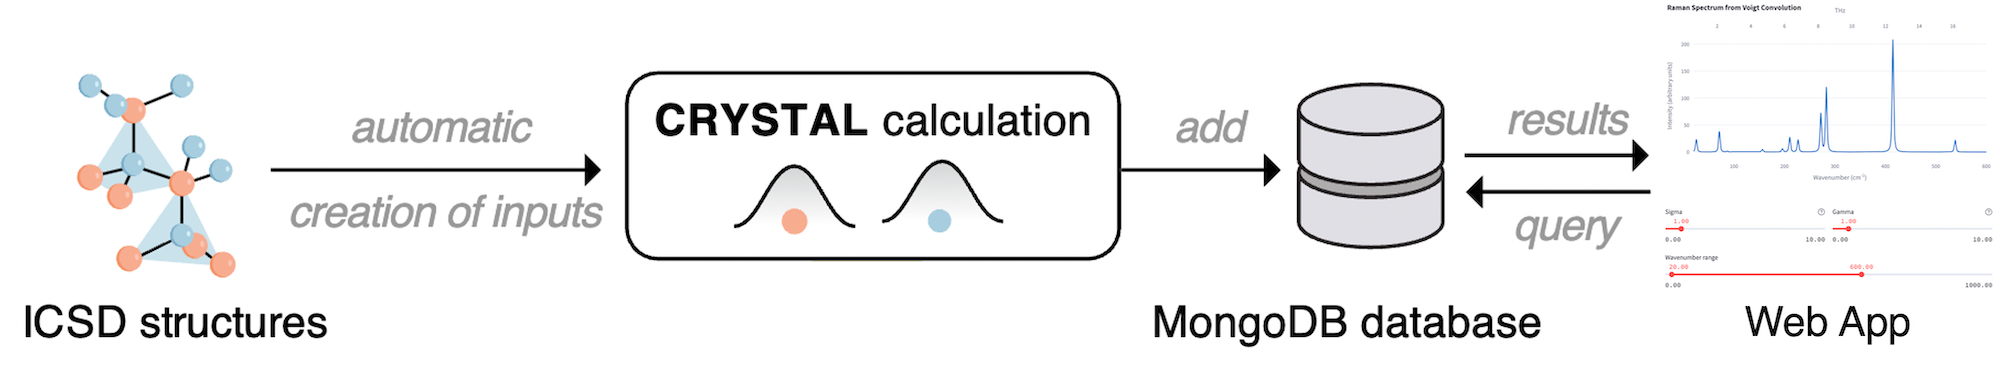 automatic
creation of inputs
ICSD structures
CRYSTAL calculation
add
MongoDB database
results
query
Raman Spectrum from Voigt Convolution
THz
2 4 6 8 10 12 14 16
Intensity (arbitrary units)
200
150
100
50
0
100 200 300 400 500 600
Wavenumber (cm⁻¹)
Sigma
1.00
0.00 10.00
Gamma
1.00
0.00 10.00
Wavenumber range
20.00 600.00
0.00 1000.00
Web App